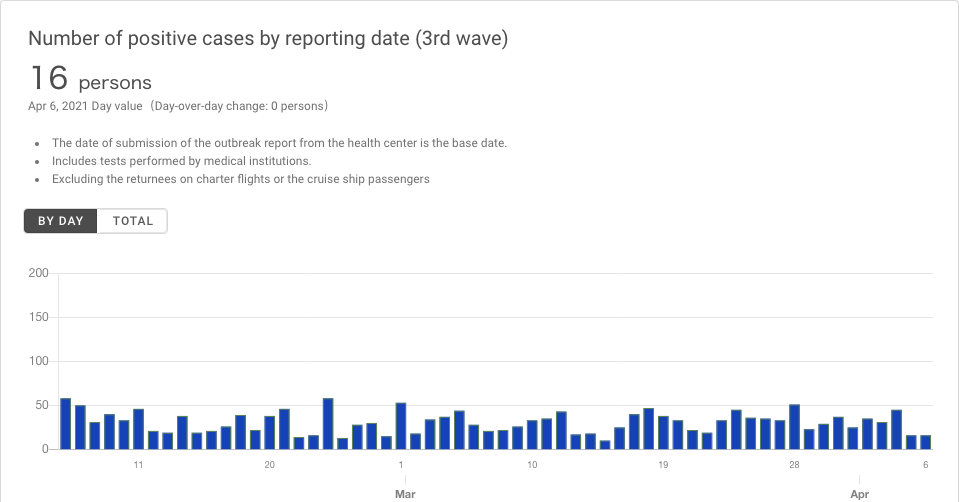 Number of positive cases by reporting date (3rd wave)
16 persons
Apr 6, 2021 Day value（Day-over-day change: 0 persons）
• The date of submission of the outbreak report from the health center is the base date.
• Includes tests performed by medical institutions.
• Excluding the returnees on charter flights or the cruise ship passengers
BY DAY TOTAL
200
150
100
50
0
11 20 1 10 19 28 6
Mar Apr